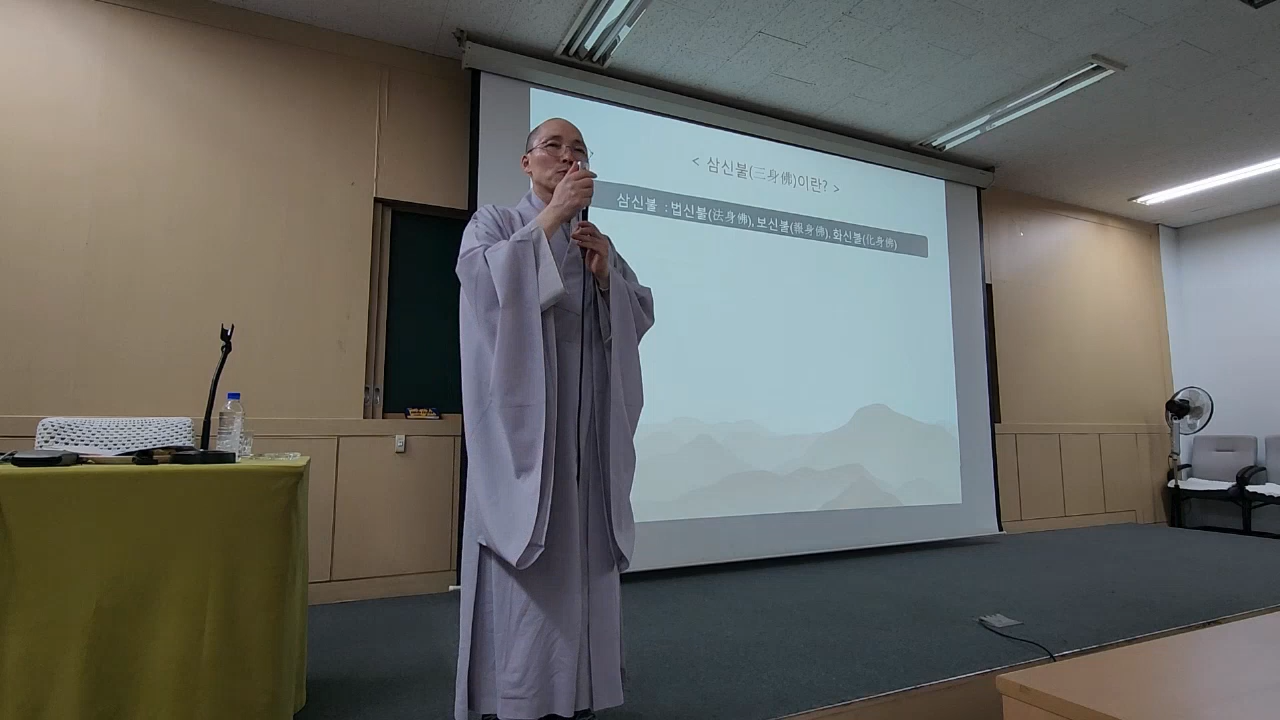 < 삼신불(三身佛)이란? >
삼신불 : 법신불(法身佛), 보신불(報身佛), 화신불(化身佛)